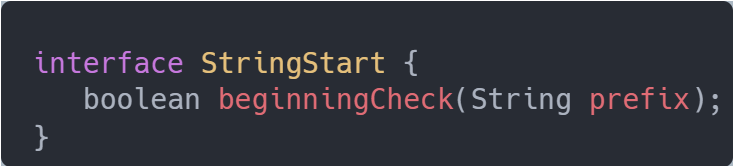 interface StringStart {
   boolean beginningCheck(String prefix);
}